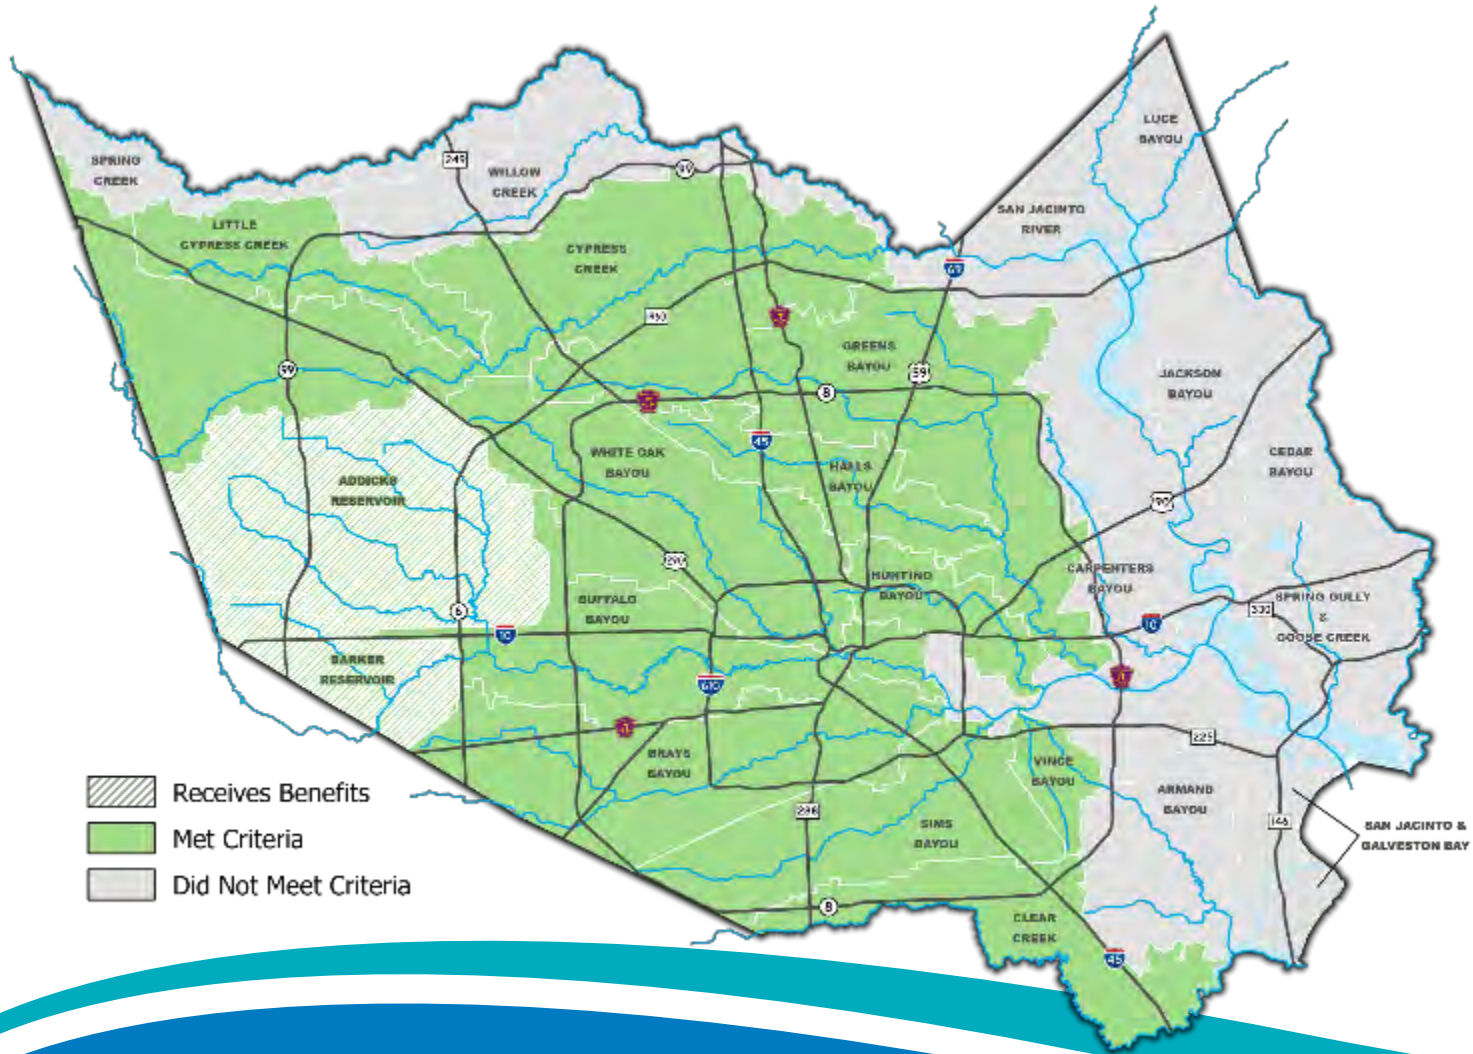 LUCE
BAYOU
SPRING
CREEK
249
WILLOW
CREEK
99
SAN JACINTO
RIVER
LITTLE
CYPRESS CREEK
CYPRESS
CREEK
69
GREENS
BAYOU
99
59
JACKSON
BAYOU
8
45
WHITE OAK
BAYOU
HALLS
BAYOU
CEDAR
BAYOU
ADDICKS
RESERVOIR
90
290
HUNTING
BAYOU
CARPENTERS
BAYOU
BUFFALO
BAYOU
6
10
10
330
SPRING GULLY
&
GOOSE CREEK
BARKER
RESERVOIR
610
225
BRAYS
BAYOU
VINCE
BAYOU
ARMAND
BAYOU
288
SIMS
BAYOU
146
SAN JACINTO &
GALVESTON BAY
8
CLEAR
CREEK
45
Receives Benefits
Met Criteria
Did Not Meet Criteria